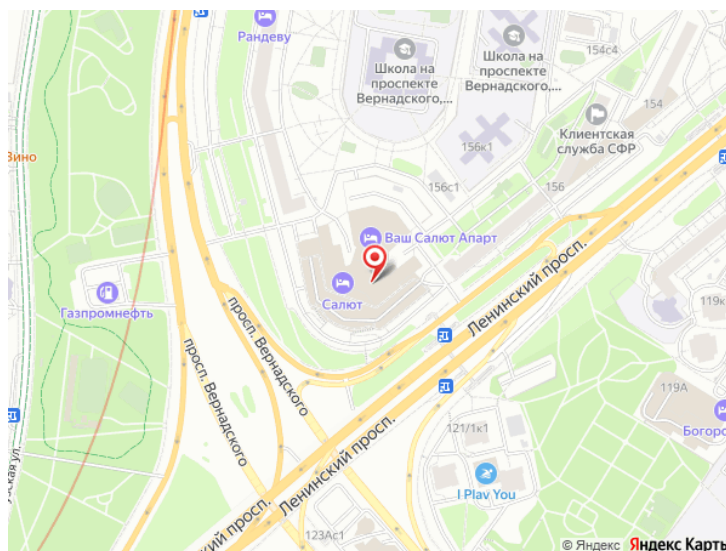 Рандеву
Школа на
проспекте
Вернадского,...
Школа на
проспекте
Вернадского,...
154с4
154
Клиентская
служба СФР
156к1
156с1
156
Вино
Ваш Салют Апарт
Салют
Газпромнефть
просп. Вернадского
просп. Вернадского
Ленинский просп.
Ленинский просп.
119к
119А
121/1к1
Богоро
I Play You
123Ас1
ский просп.
© Яндекс Яндекс Карты